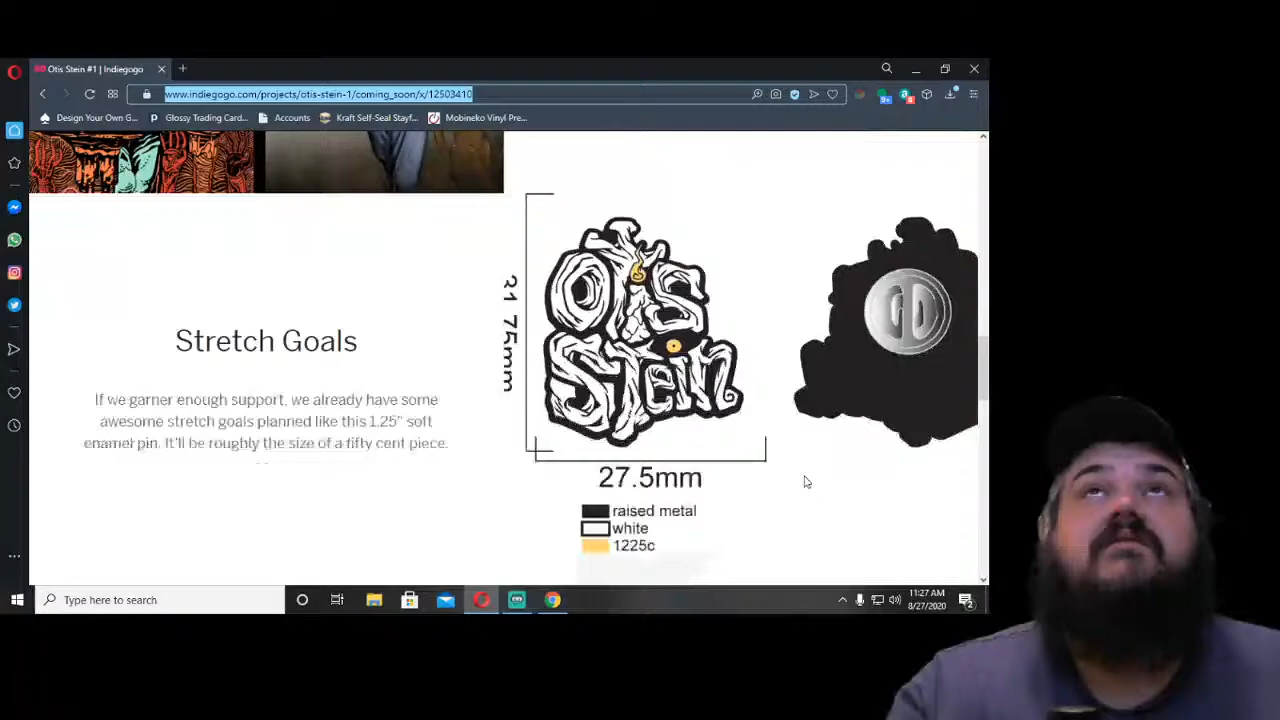 Otis Stein #1 | Indiegogo
www.indiegogo.com/projects/otis-stein-1/coming_soon/x/12503410
Design Your Own G... Glossy Trading Card... Accounts Kraft Self-Seal Stayf... Mobineko Vinyl Pre...
Otis
Stein
31.75mm
27.5mm
raised metal
white
1225c
Stretch Goals
If we garner enough support, we already have some
awesome stretch goals planned like this 1.25" soft
enamel pin. It'll be roughly the size of a fifty cent piece.
Type here to search
11:27 AM
8/27/2020
2